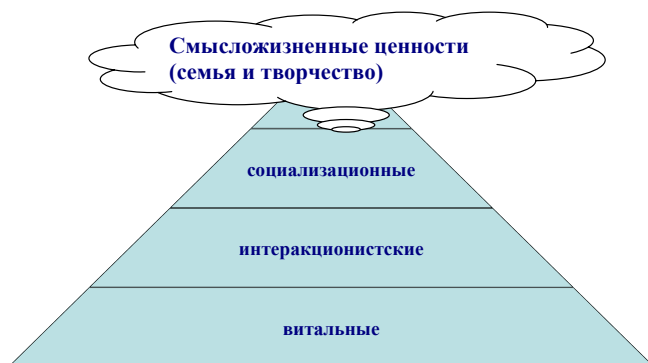 Смысложизненные ценности
(семья и творчество)
социализационные
интеракционистские
витальные